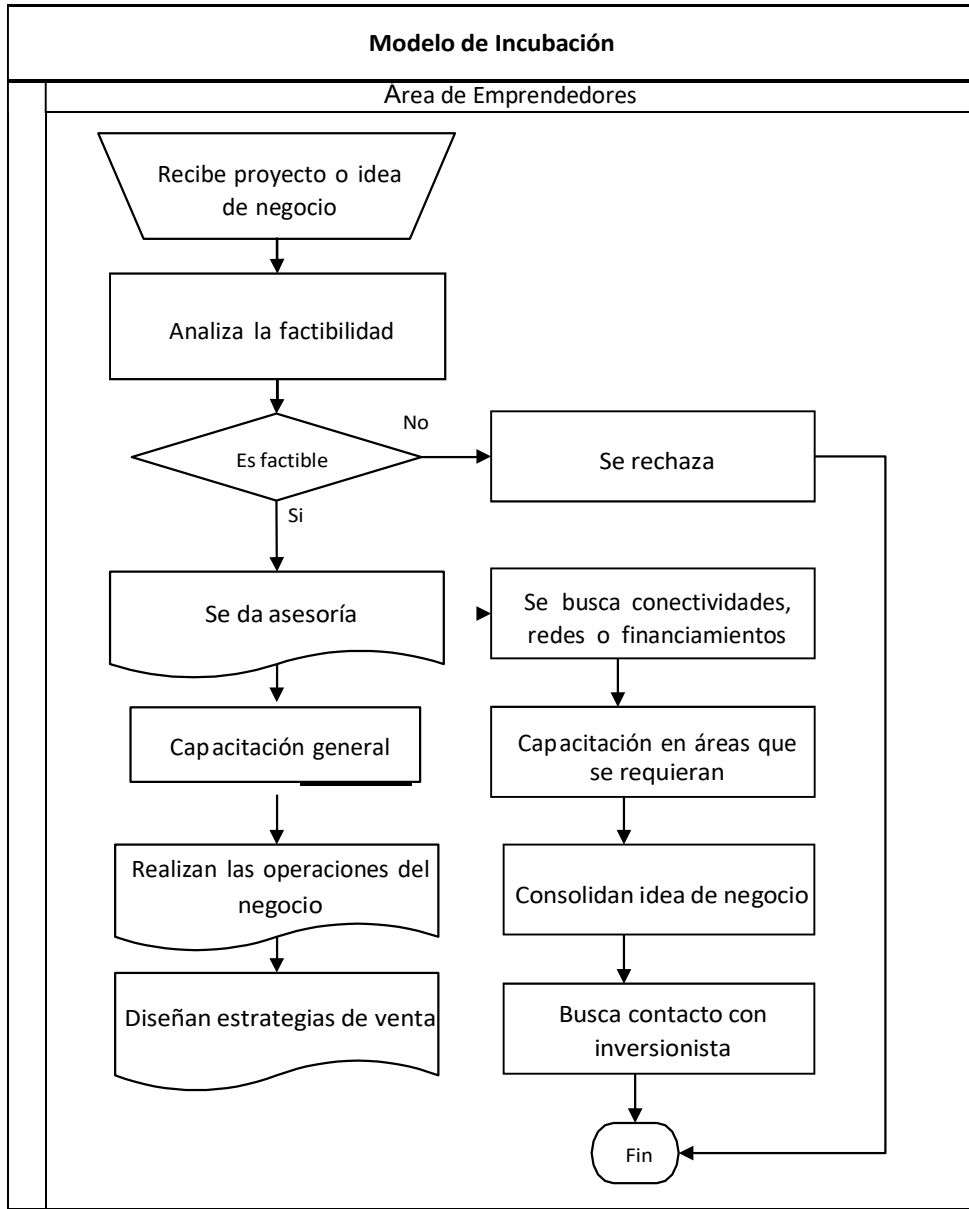 Modelo de Incubación
Área de Emprendedores
Recibe proyecto o idea
de negocio
Analiza la factibilidad
Es factible
No
Se rechaza
Si
Se da asesoría
Capacitación general
Realizan las operaciones del
negocio
Diseñan estrategias de venta
Se busca conectividades,
redes o financiamientos
Capacitación en áreas que
se requieran
Consolidan idea de negocio
Busca contacto con
inversionista
Fin